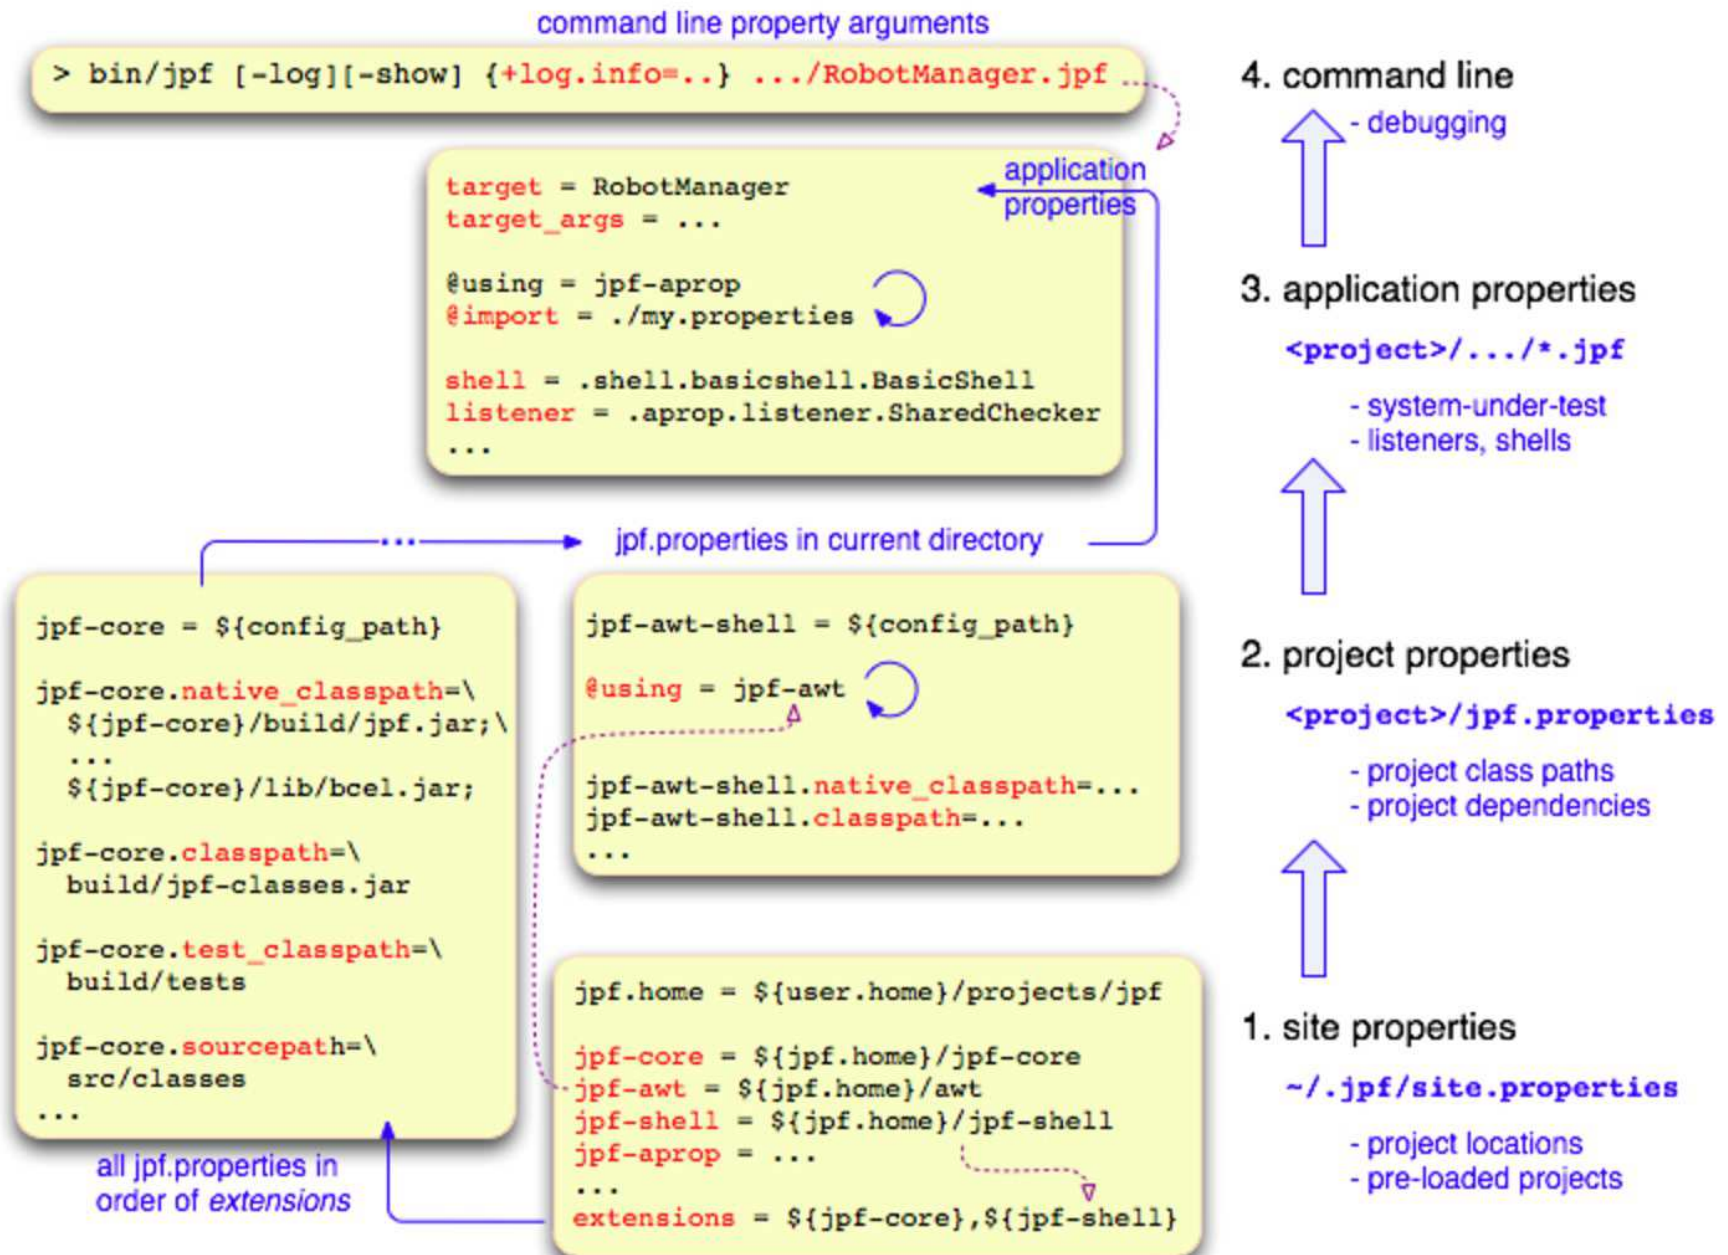 command line property arguments
> bin/jpf [-log][-show] {+log.info=..} .../RobotManager.jpf
application
properties
target = RobotManager
target_args = ...
@using = jpf-aprop
@import = ./my.properties
shell = .shell.basicshell.BasicShell
listener = .aprop.listener.SharedChecker
...
... jpf.properties in current directory
jpf-core = ${config_path}
jpf-core.native_classpath=\
${jpf-core}/build/jpf.jar;\
...
${jpf-core}/lib/bcel.jar;
jpf-core.classpath=\
build/jpf-classes.jar
jpf-core.test_classpath=\
build/tests
jpf-core.sourcepath=\
src/classes
...
all jpf.properties in
order of extensions
jpf-awt-shell = ${config_path}
@using = jpf-awt
jpf-awt-shell.native_classpath=...
jpf-awt-shell.classpath=...
...
jpf.home = ${user.home}/projects/jpf
jpf-core = ${jpf.home}/jpf-core
jpf-awt = ${jpf.home}/awt
jpf-shell = ${jpf.home}/jpf-shell
jpf-aprop = ...
...
extensions = ${jpf-core},${jpf-shell}
4. command line
- debugging
3. application properties
<project>/.../*.jpf
- system-under-test
- listeners, shells
2. project properties
<project>/jpf.properties
- project class paths
- project dependencies
1. site properties
~/.jpf/site.properties
- project locations
- pre-loaded projects